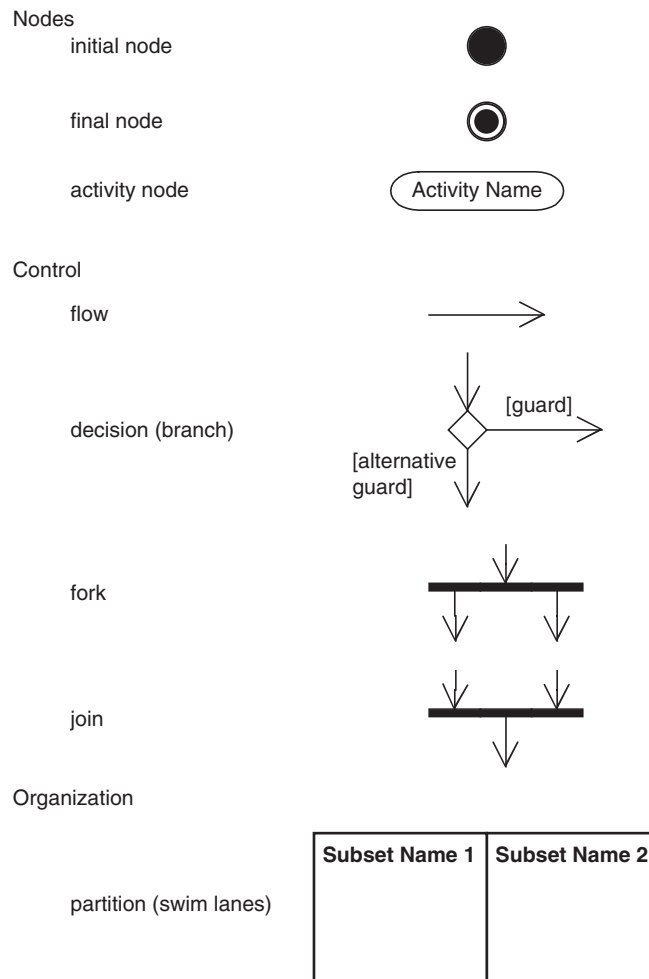 Nodes
initial node
final node
activity node
Activity Name
Control
flow
decision (branch)
[guard]
[alternative
guard]
fork
join
Organization
partition (swim lanes)
Subset Name 1
Subset Name 2